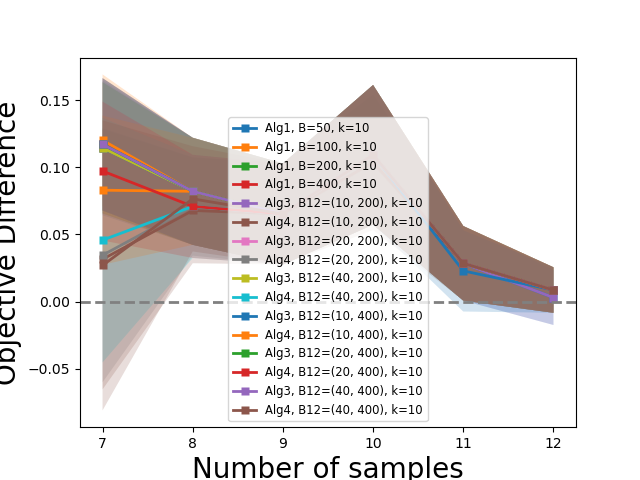 Objective Difference
0.15
0.10
0.05
0.00
−0.05
Alg1, B=50, k=10
Alg1, B=100, k=10
Alg1, B=200, k=10
Alg1, B=400, k=10
Alg3, B12=(10, 200), k=10
Alg4, B12=(10, 200), k=10
Alg3, B12=(20, 200), k=10
Alg4, B12=(20, 200), k=10
Alg3, B12=(40, 200), k=10
Alg4, B12=(40, 200), k=10
Alg3, B12=(10, 400), k=10
Alg4, B12=(10, 400), k=10
Alg3, B12=(20, 400), k=10
Alg4, B12=(20, 400), k=10
Alg3, B12=(40, 400), k=10
Alg4, B12=(40, 400), k=10
7 8 9 10 11 12
Number of samples